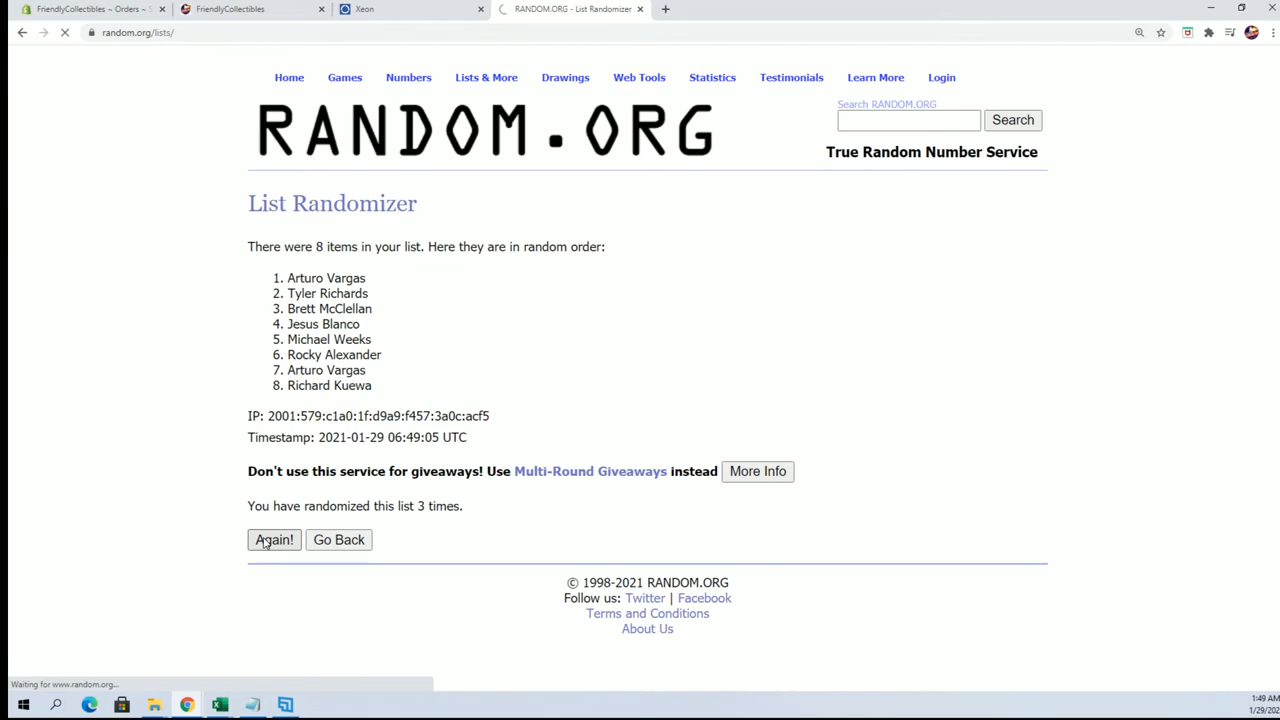 FriendlyCollectibles ~ Orders ~ S
FriendlyCollectibles
Xeon
RANDOM.ORG - List Randomizer
random.org/lists/
Home Games Numbers Lists & More Drawings Web Tools Statistics Testimonials Learn More Login
RANDOM.ORG
Search RANDOM.ORG
Search
True Random Number Service
List Randomizer
There were 8 items in your list. Here they are in random order:
1. Arturo Vargas
2. Tyler Richards
3. Brett McClellan
4. Jesus Blanco
5. Michael Weeks
6. Rocky Alexander
7. Arturo Vargas
8. Richard Kuewa
IP: 2001:579:c1a0:1f:d9a9:f457:3a0c:acf5
Timestamp: 2021-01-29 06:49:05 UTC
Don't use this service for giveaways! Use Multi-Round Giveaways instead More Info
You have randomized this list 3 times.
Again! Go Back
© 1998-2021 RANDOM.ORG
Follow us: Twitter | Facebook
Terms and Conditions
About Us
Waiting for www.random.org...
1:49 AM
1/29/202